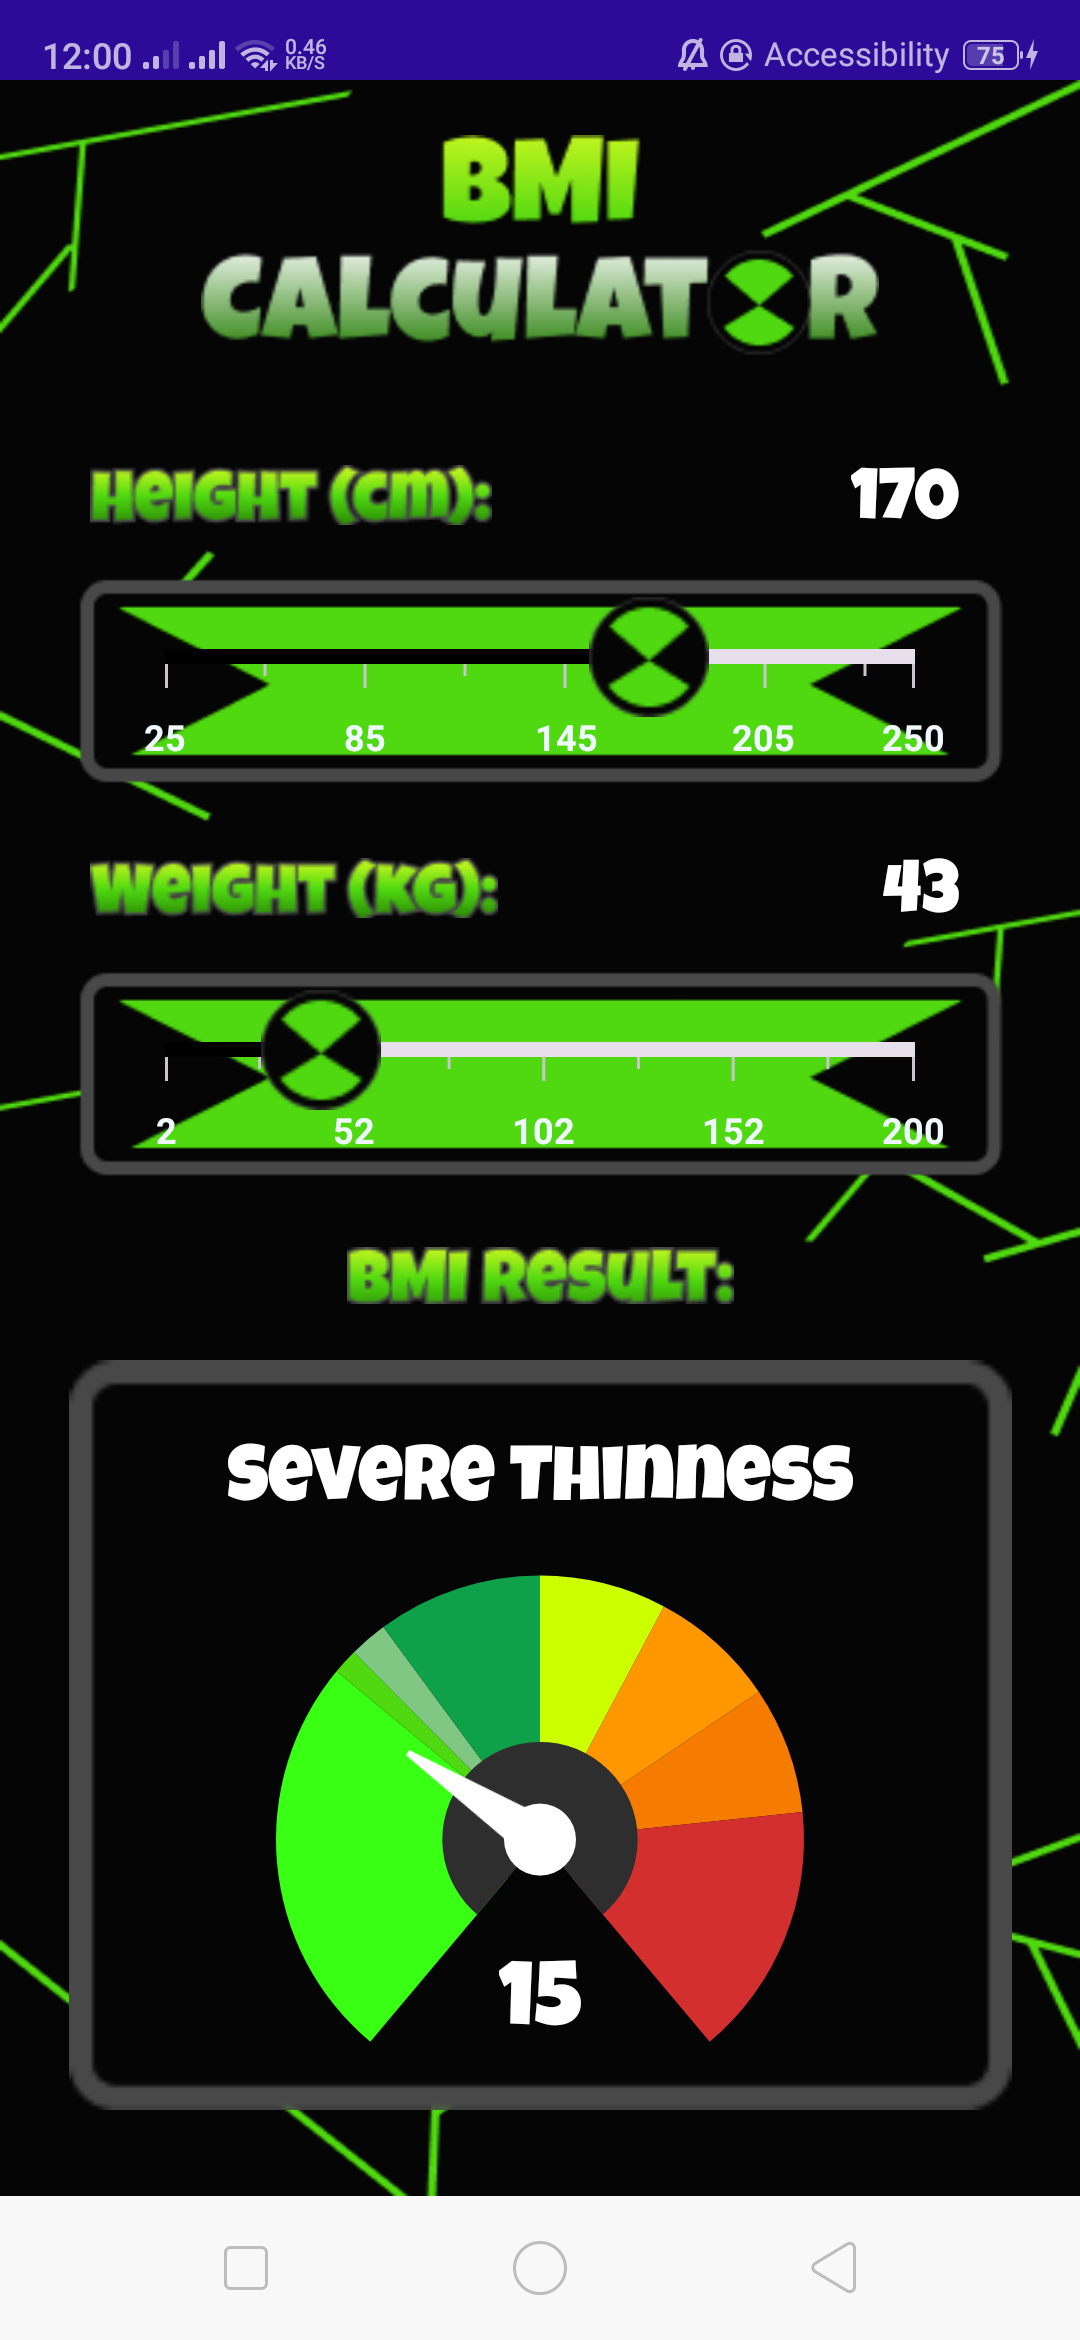 12:00 0.46 KB/S Accessibility 75
BMI
CALCULATOR
HEIGHT (cm):
170
25 85 145 205 250
WEIGHT (KG):
43
2 52 102 152 200
BMI RESULT:
SEVERE THINNESS
15